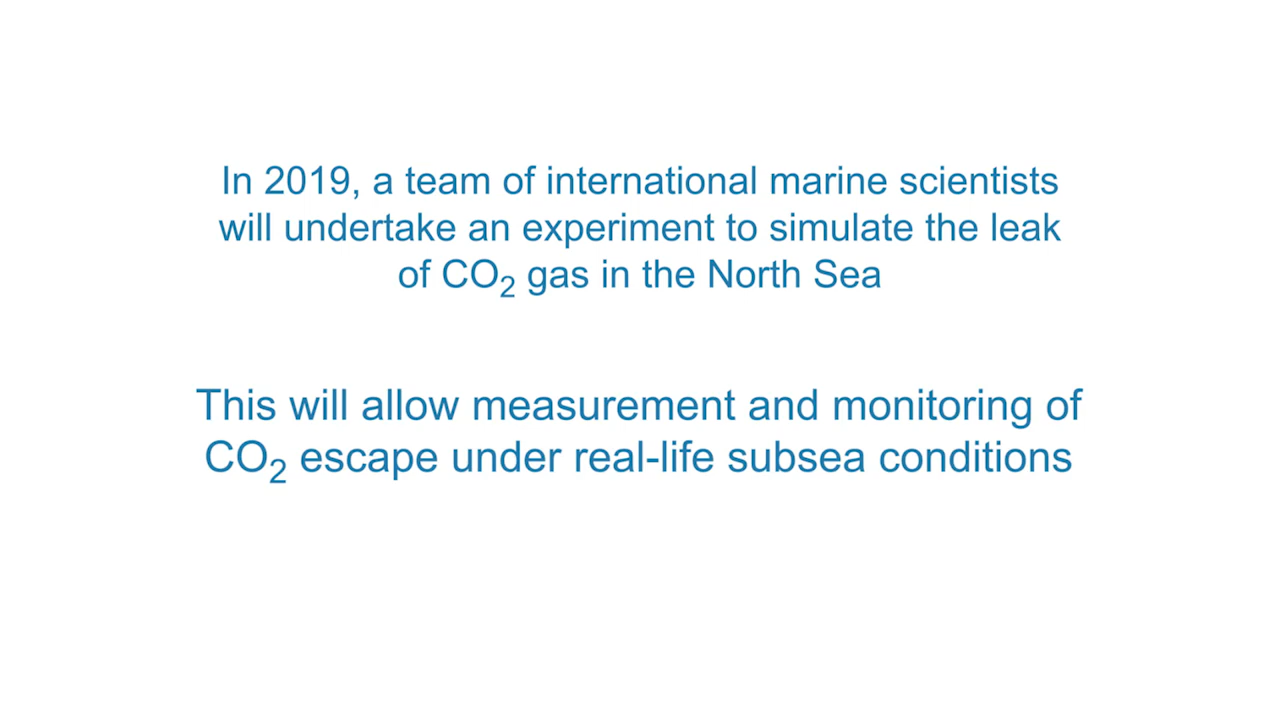 In 2019, a team of international marine scientists
will undertake an experiment to simulate the leak
of CO₂ gas in the North Sea
This will allow measurement and monitoring of
CO₂ escape under real-life subsea conditions